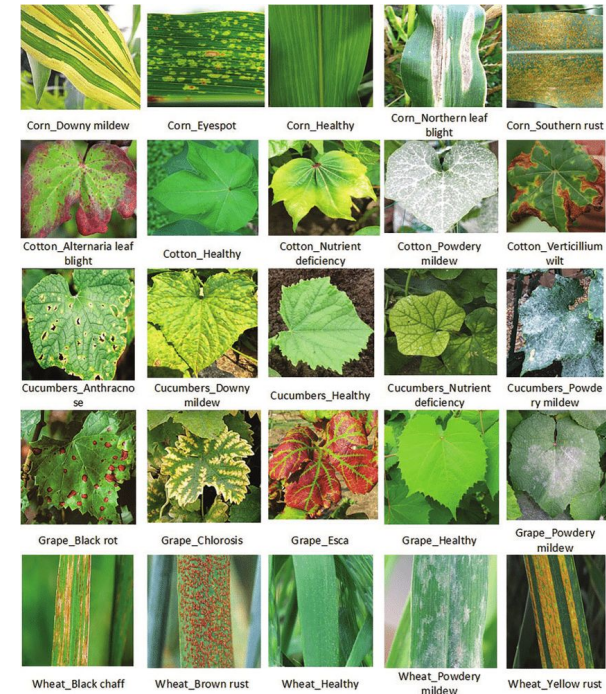 Corn_Downy mildew
Corn_Eyespot
Corn_Healthy
Corn_Northern leaf
blight
Corn_Southern rust
Cotton_Alternaria leaf
blight
Cotton_Healthy
Cotton_Nutrient
deficiency
Cotton_Powdery
mildew
Cotton_Verticillium
wilt
Cucumbers_Anthracno
se
Cucumbers_Downy
mildew
Cucumbers_Healthy
Cucumbers_Nutrient
deficiency
Cucumbers_Powde
ry mildew
Grape_Black rot
Grape_Chlorosis
Grape_Esca
Grape_Healthy
Grape_Powdery
mildew
Wheat_Black chaff
Wheat_Brown rust
Wheat_Healthy
Wheat_Powdery
mildew
Wheat_Yellow rust